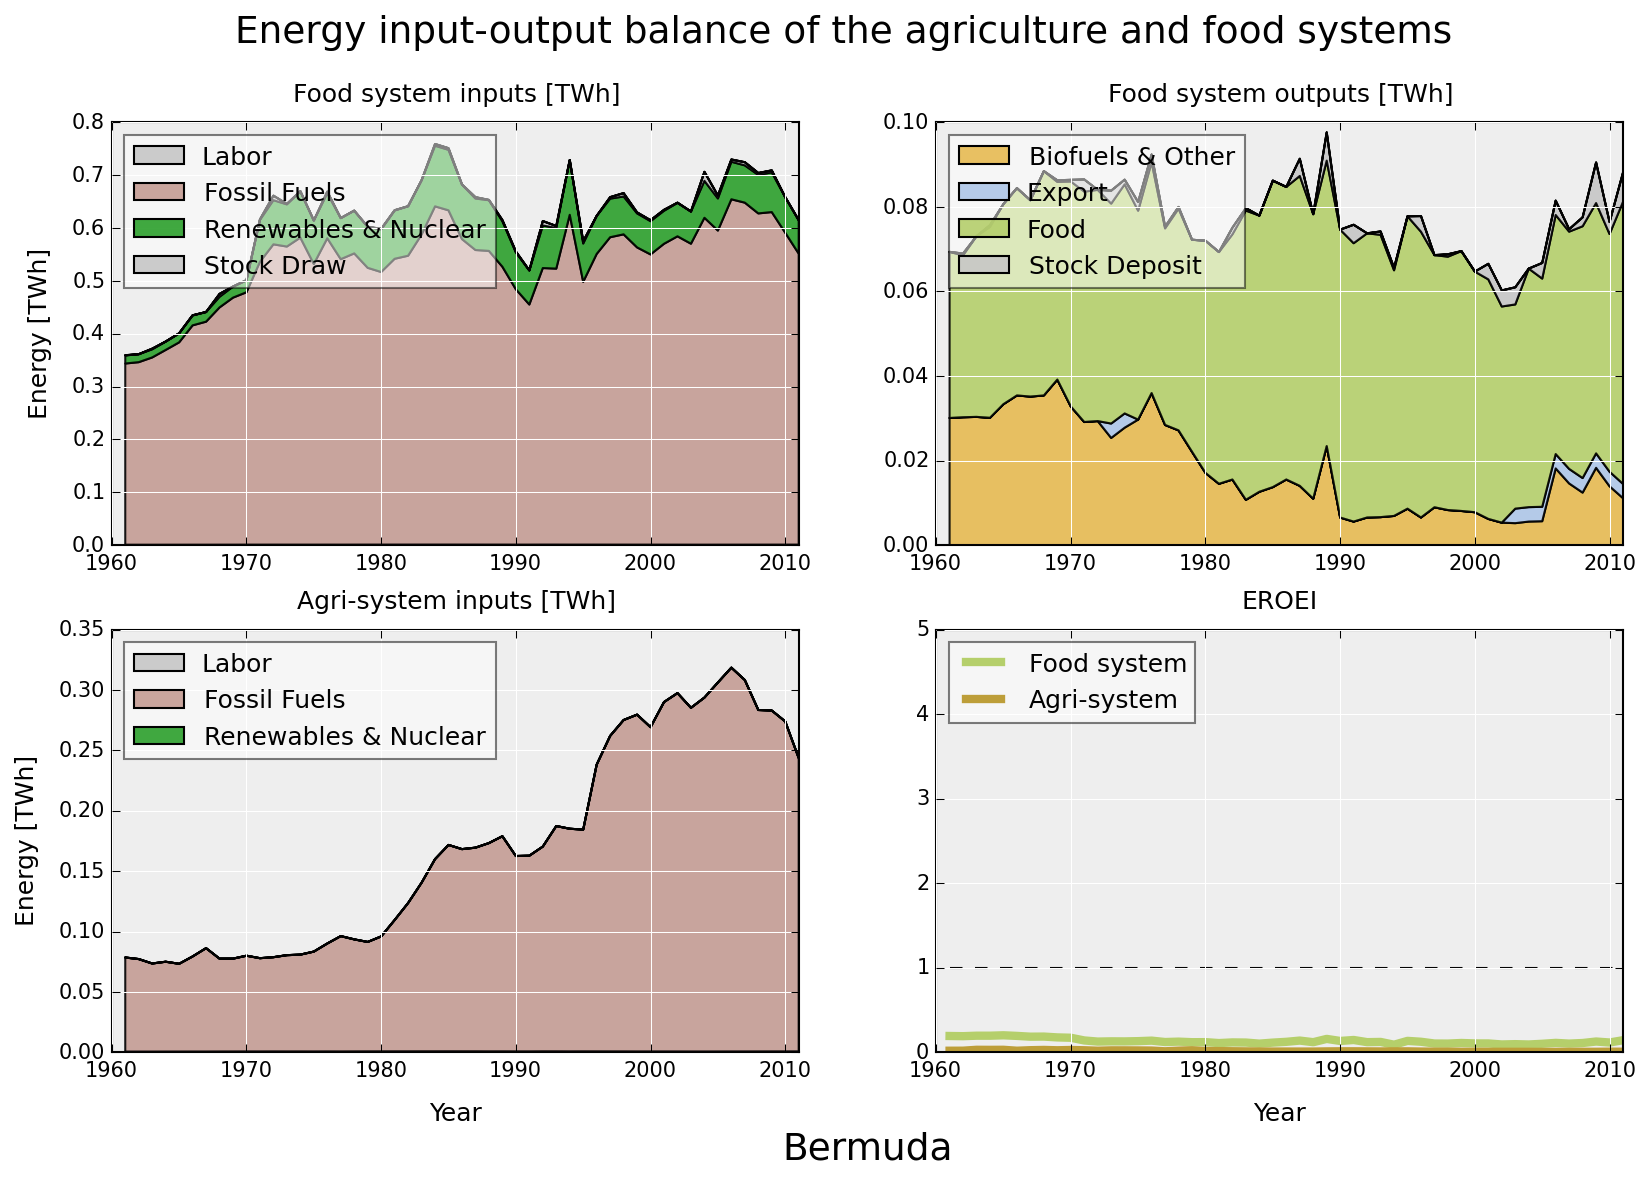 Energy input-output balance of the agriculture and food systems
Food system inputs [TWh]
Energy [TWh]
0.8
0.7
0.6
0.5
0.4
0.3
0.2
0.1
0.0
Labor
Fossil Fuels
Renewables & Nuclear
Stock Draw
1960 1970 1980 1990 2000 2010
Food system outputs [TWh]
0.10
0.08
0.06
0.04
0.02
0.00
Biofuels & Other
Export
Food
Stock Deposit
1960 1970 1980 1990 2000 2010
Agri-system inputs [TWh]
Energy [TWh]
0.35
0.30
0.25
0.20
0.15
0.10
0.05
0.00
Labor
Fossil Fuels
Renewables & Nuclear
1960 1970 1980 1990 2000 2010
Year
EROEI
5
4
3
2
1
0
Food system
Agri-system
1960 1970 1980 1990 2000 2010
Year
Bermuda